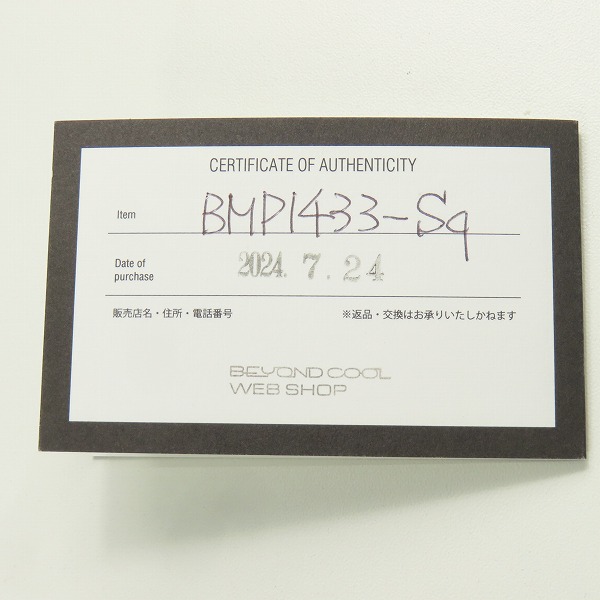 CERTIFICATE OF AUTHENTICITY
Item BMP1433-Sq
Date of purchase 2024. 7. 24
販売店名・住所・電話番号 ※返品・交換はお承りいたしかねます
BEYOND COOL
WEB SHOP